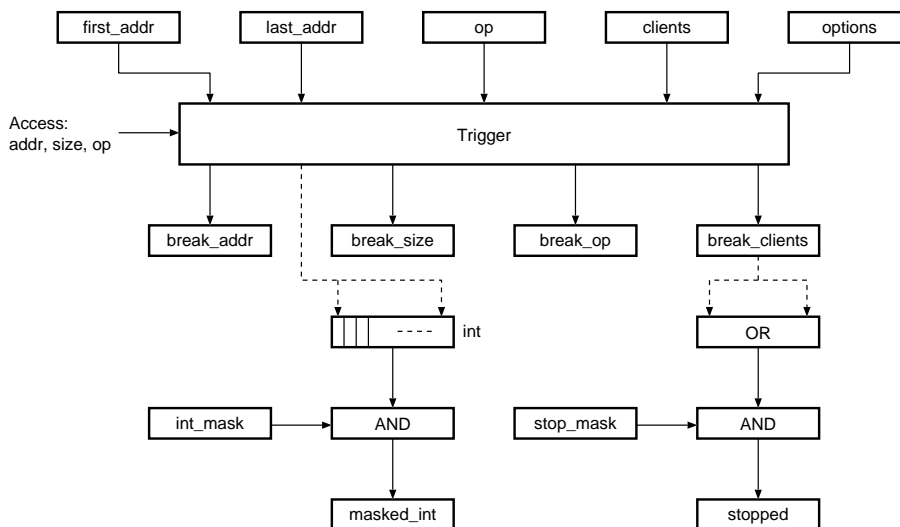 first_addr
last_addr
op
clients
options
Access:
addr, size, op
Trigger
break_addr
break_size
break_op
break_clients
int
OR
int_mask
AND
stop_mask
AND
masked_int
stopped